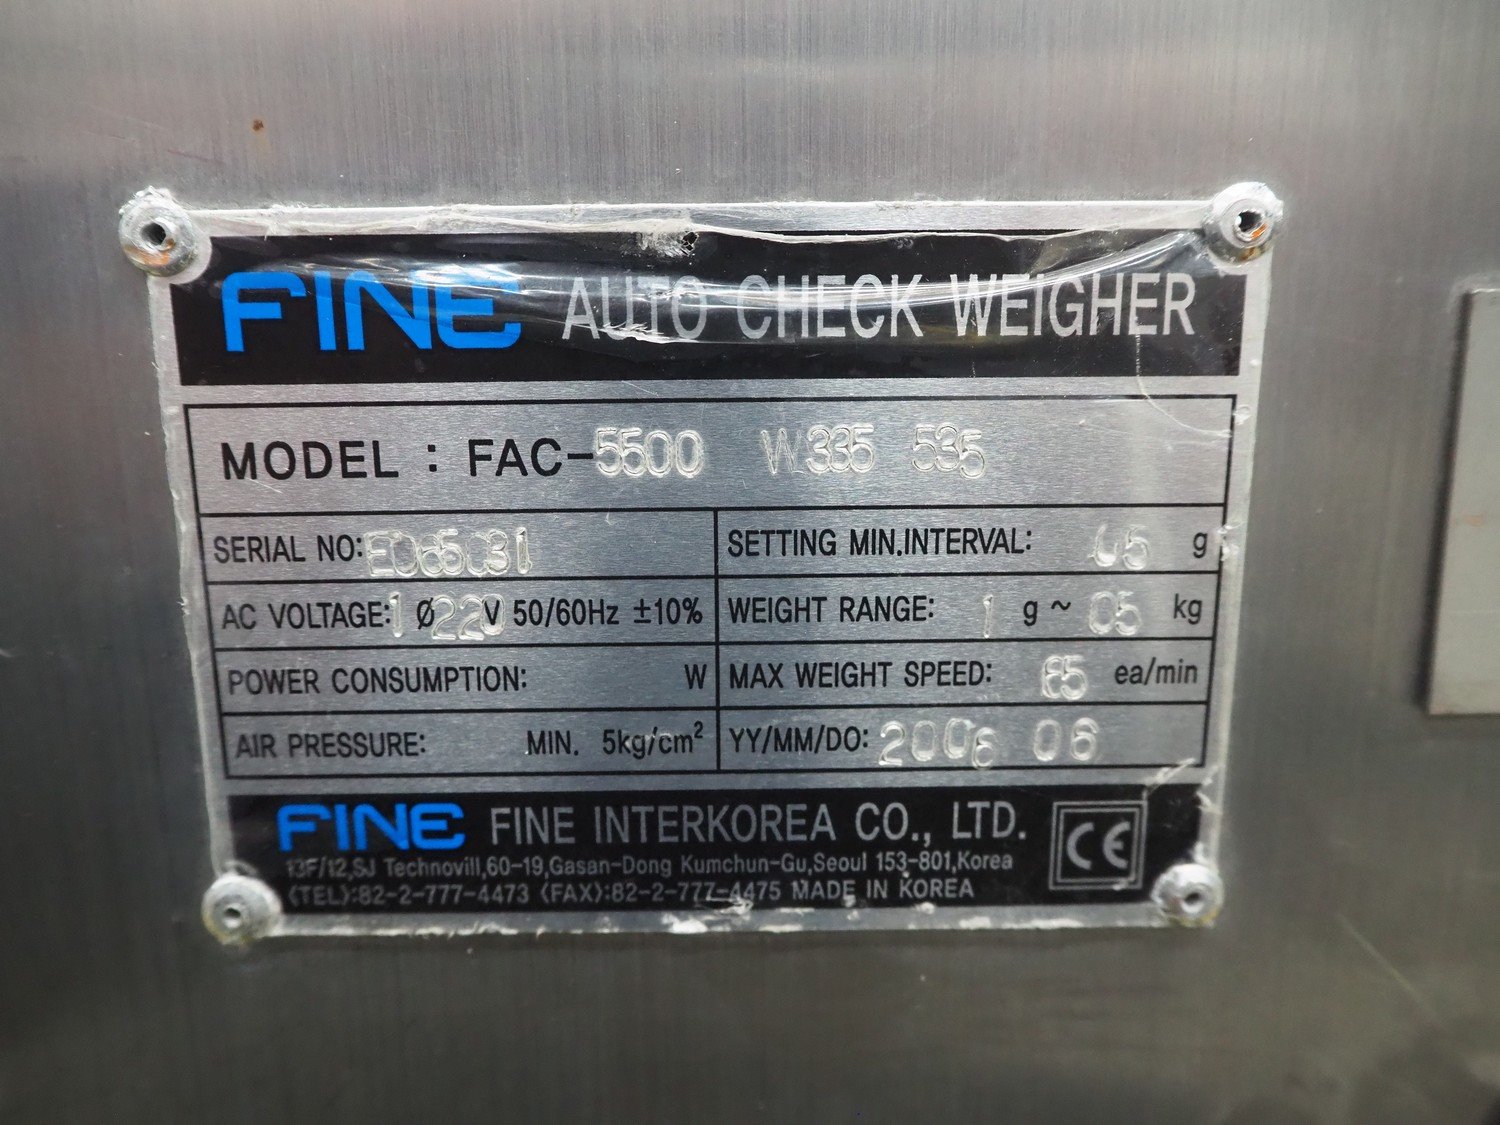 FINE AUTO CHECK WEIGHER
MODEL : FAC-5500 W335 535
SERIAL NO: E065031
SETTING MIN.INTERVAL: g
AC VOLTAGE: 1 Ø 220 V 50/60Hz ±10%
WEIGHT RANGE: 1 g ~ 05 kg
POWER CONSUMPTION: W
MAX WEIGHT SPEED: ea/min
AIR PRESSURE: MIN. 5kg/cm²
YY/MM/DO: 2006 06
FINE FINE INTERKOREA CO., LTD.
13F/12,SJ Technovill,60-19,Gasan-Dong Kumchun-Gu,Seoul 153-801,Korea
(TEL):82-2-777-4473 (FAX):82-2-777-4475 MADE IN KOREA
CE